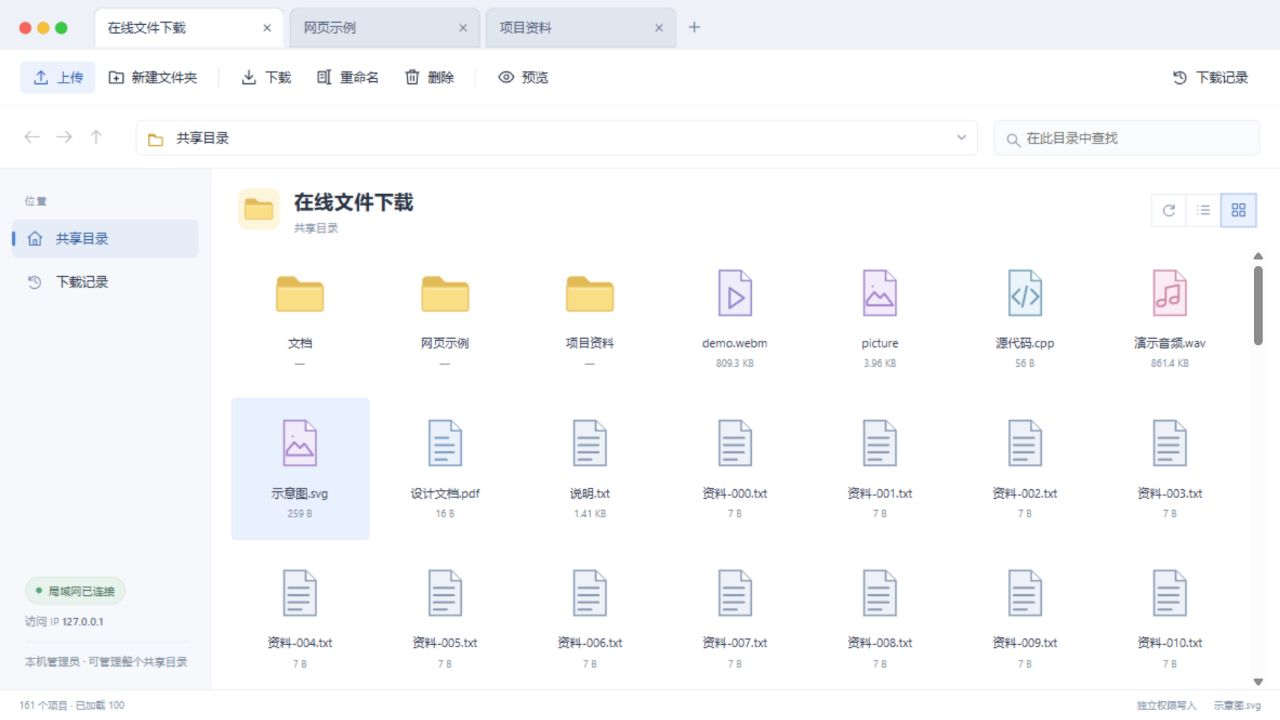 在线文件下载
网页示例
项目资料
上传 新建文件夹 下载 重命名 删除 预览 下载记录
共享目录
在此目录中查找
位置
共享目录
下载记录
在线文件下载
共享目录
文档
—
网页示例
—
项目资料
—
demo.webm
809.3 KB
picture
3.96 KB
源代码.cpp
56 B
演示音频.wav
861.4 KB
示意图.svg
259 B
设计文档.pdf
16 B
说明.txt
1.41 KB
资料-000.txt
7 B
资料-001.txt
7 B
资料-002.txt
7 B
资料-003.txt
7 B
资料-004.txt
7 B
资料-005.txt
7 B
资料-006.txt
7 B
资料-007.txt
7 B
资料-008.txt
7 B
资料-009.txt
7 B
资料-010.txt
7 B
局域网已连接
访问 IP 127.0.0.1
本机管理员 · 可管理整个共享目录
161 个项目 · 已加载 100
独立权限写入 示意图.svg